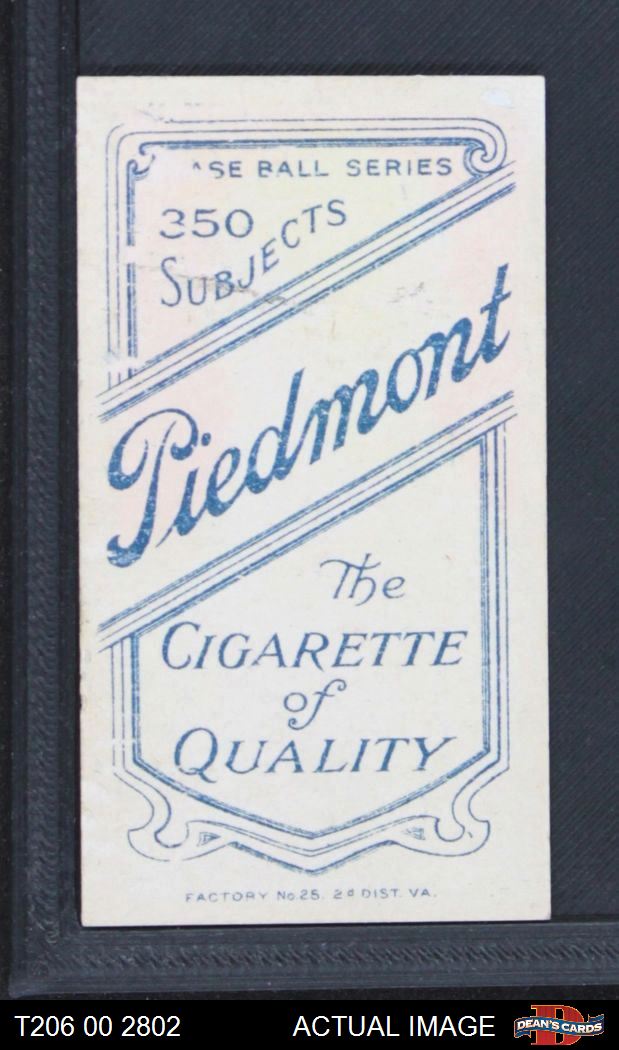 ASE BALL SERIES
350
SUBJECTS
Piedmont
The
CIGARETTE
of
QUALITY
FACTORY No. 25. 2d DIST. VA.
T206 00 2802 ACTUAL IMAGE DEAN'S CARDS